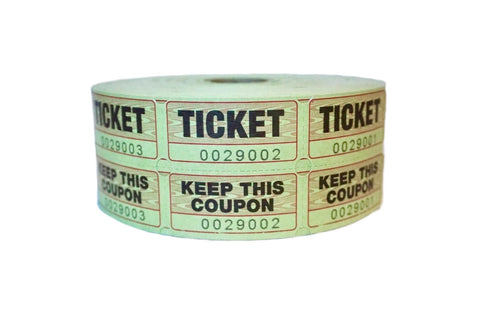 TICKET TICKET TICKET
0029003 0029002 0029001
KEEP THIS KEEP THIS KEEP THIS
COUPON COUPON COUPON
0029003 0029002 0029001